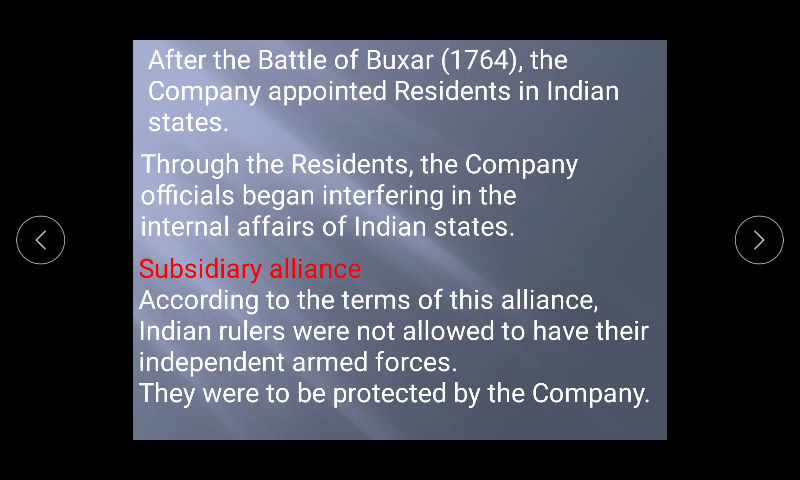 After the Battle of Buxar (1764), the
Company appointed Residents in Indian
states.
Through the Residents, the Company
officials began interfering in the
internal affairs of Indian states.
Subsidiary alliance
According to the terms of this alliance,
Indian rulers were not allowed to have their
independent armed forces.
They were to be protected by the Company.